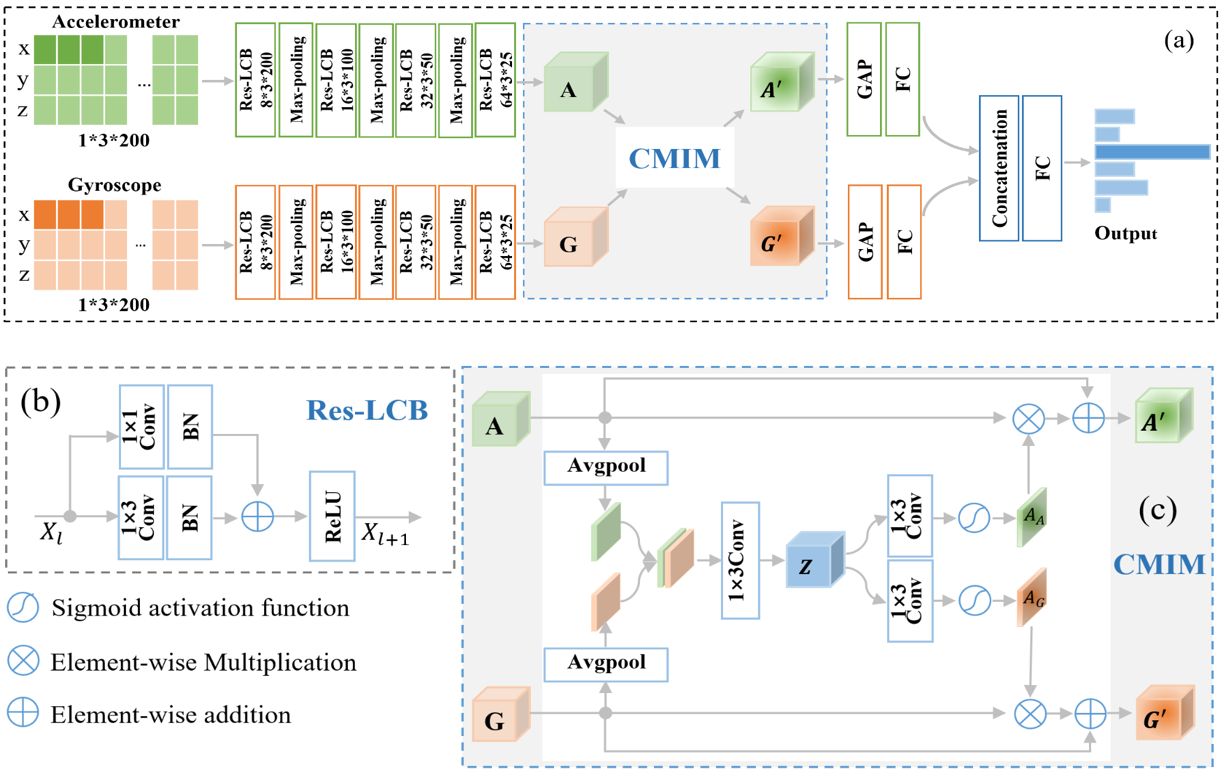 (a)
Accelerometer
x
y
z
...
1*3*200
Res-LCB
8*3*200
Max-pooling
Res-LCB
16*3*100
Max-pooling
Res-LCB
32*3*50
Max-pooling
Res-LCB
64*3*25
A
A′
GAP
FC
CMIM
Concatenation
FC
Output
Gyroscope
x
y
z
...
1*3*200
Res-LCB
8*3*200
Max-pooling
Res-LCB
16*3*100
Max-pooling
Res-LCB
32*3*50
Max-pooling
Res-LCB
64*3*25
G
G′
GAP
FC
(b)
Res-LCB
1×1
Conv
BN
1×3
Conv
BN
ReLU
X_l
X_{l+1}
Sigmoid activation function
Element-wise Multiplication
Element-wise addition
A
A′
Avgpool
1×3Conv
Z
1×3
Conv
A_A
1×3
Conv
A_G
(c)
CMIM
Avgpool
G
G′